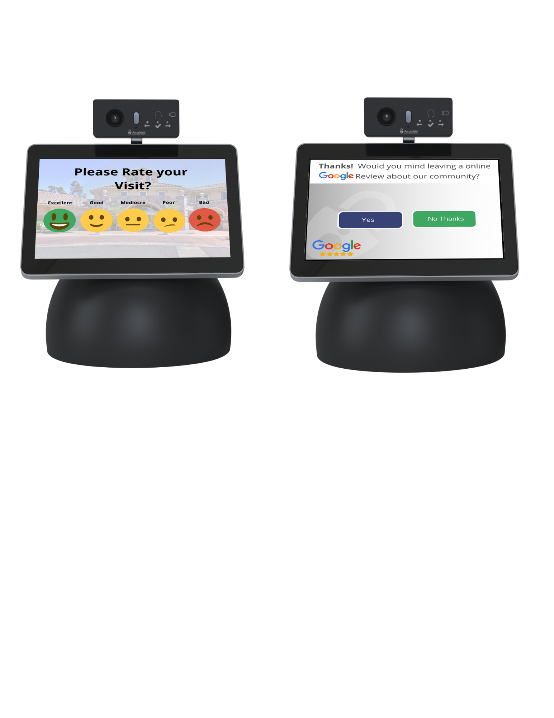 Please Rate your
Visit?
Excellent Good Mediocre Poor Bad
Thanks! Would you mind leaving a online
Google Review about our community?
Yes
No Thanks
Google